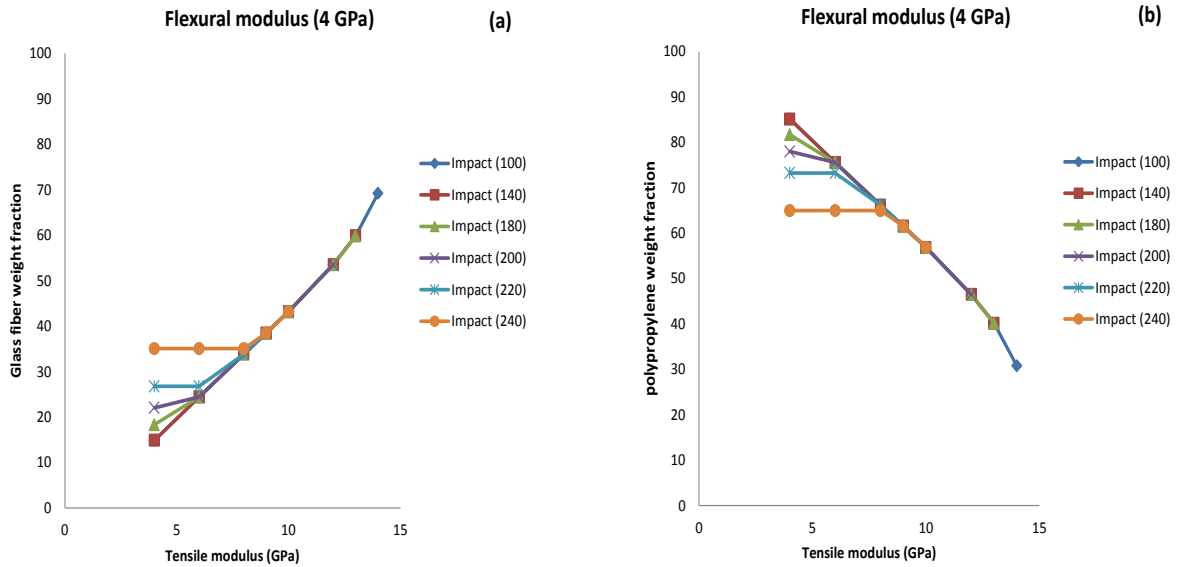 Flexural modulus (4 GPa)
(a)
100
90
80
70
60
50
40
30
20
10
0
Glass fiber weight fraction
0
5
10
15
Tensile modulus (GPa)
Impact (100)
Impact (140)
Impact (180)
Impact (200)
Impact (220)
Impact (240)
Flexural modulus (4 GPa)
(b)
100
90
80
70
60
50
40
30
20
10
0
polypropylene weight fraction
0
5
10
15
Tensile modulus (GPa)
Impact (100)
Impact (140)
Impact (180)
Impact (200)
Impact (220)
Impact (240)